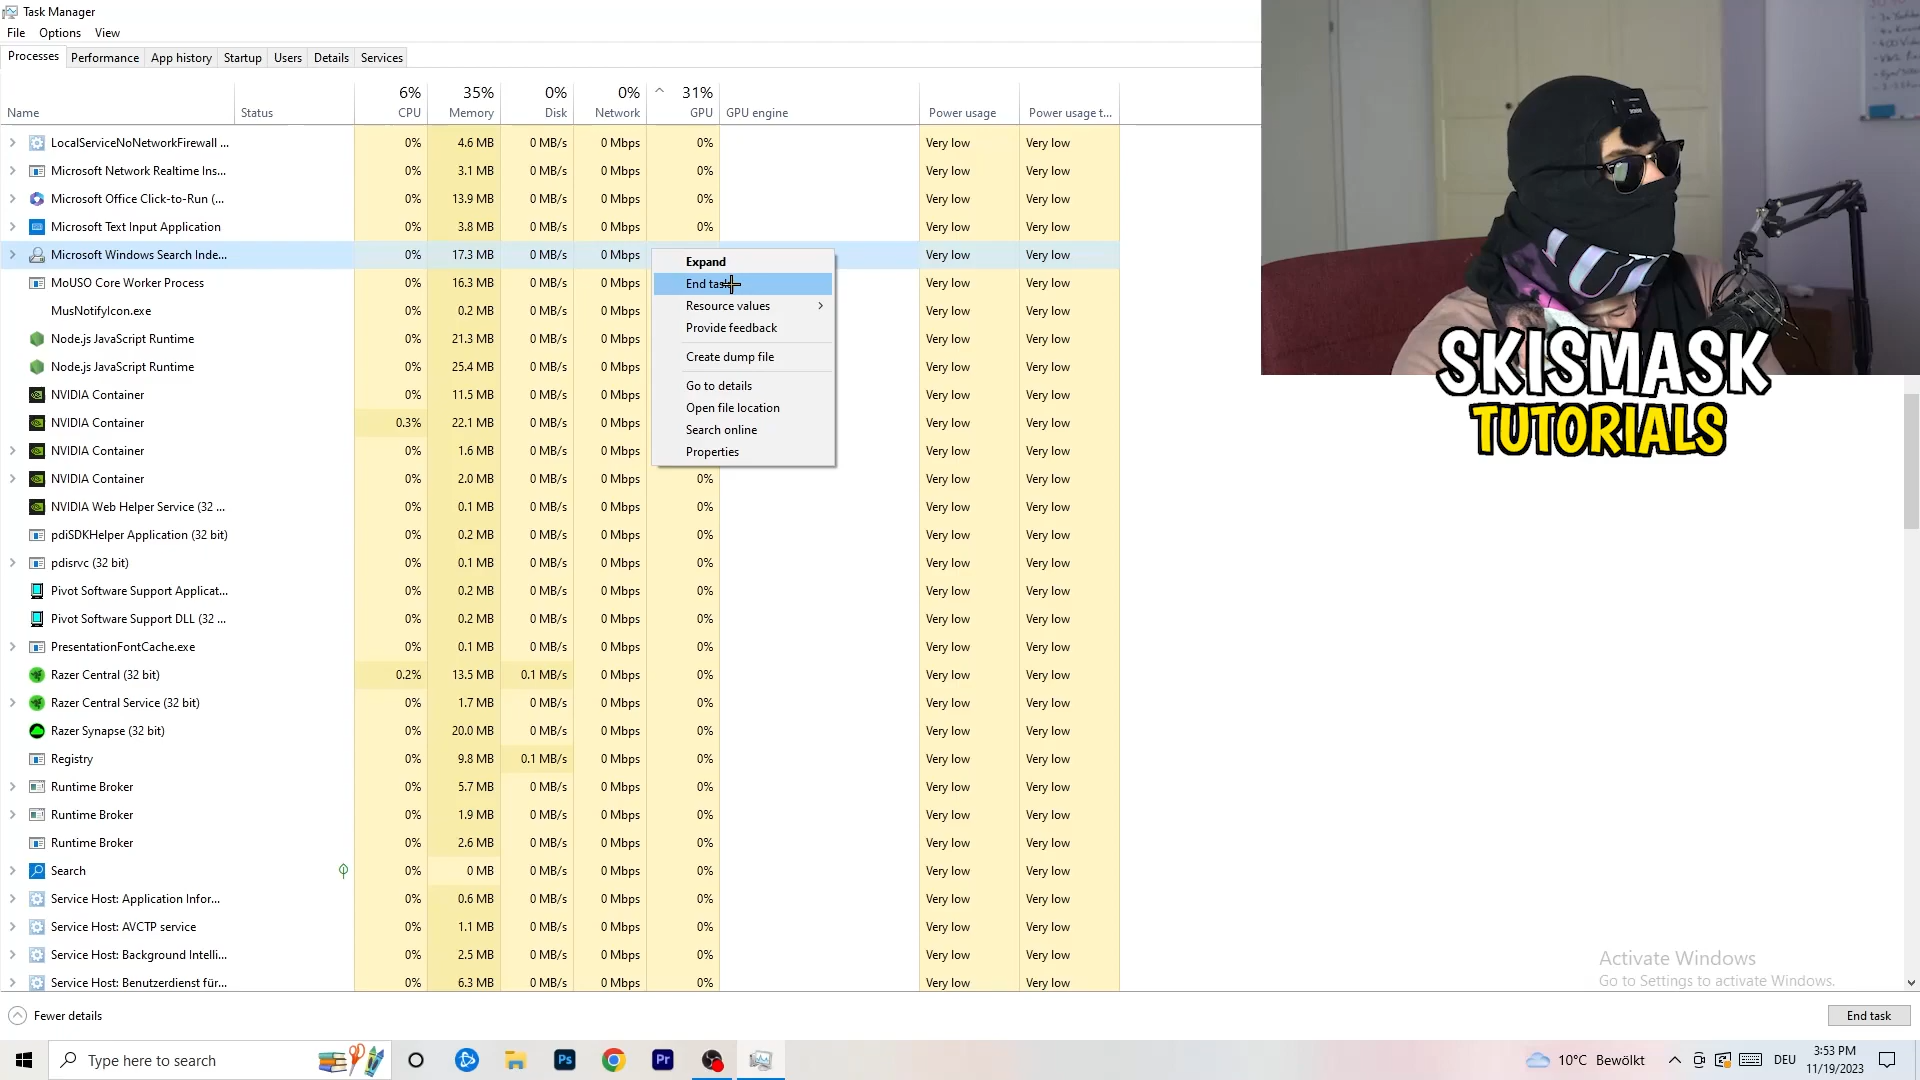 Task Manager
File Options View
Processes Performance App history Startup Users Details Services
6% 35% 0% 0% 31%
Name Status CPU Memory Disk Network GPU GPU engine Power usage Power usage t...
LocalServiceNoNetworkFirewall ... 0% 4.6 MB 0 MB/s 0 Mbps 0% Very low Very low
Microsoft Network Realtime Ins... 0% 3.1 MB 0 MB/s 0 Mbps 0% Very low Very low
Microsoft Office Click-to-Run (... 0% 13.9 MB 0 MB/s 0 Mbps 0% Very low Very low
Microsoft Text Input Application 0% 3.8 MB 0 MB/s 0 Mbps 0% Very low Very low
Microsoft Windows Search Inde... 0% 17.3 MB 0 MB/s 0 Mbps Very low Very low
MoUSO Core Worker Process 0% 16.3 MB 0 MB/s 0 Mbps Very low Very low
MusNotifyIcon.exe 0% 0.2 MB 0 MB/s 0 Mbps Very low Very low
Node.js JavaScript Runtime 0% 21.3 MB 0 MB/s 0 Mbps Very low Very low
Node.js JavaScript Runtime 0% 25.4 MB 0 MB/s 0 Mbps Very low Very low
NVIDIA Container 0% 11.5 MB 0 MB/s 0 Mbps Very low Very low
NVIDIA Container 0.3% 22.1 MB 0 MB/s 0 Mbps Very low Very low
NVIDIA Container 0% 1.6 MB 0 MB/s 0 Mbps Very low Very low
NVIDIA Container 0% 2.0 MB 0 MB/s 0 Mbps 0% Very low Very low
NVIDIA Web Helper Service (32 ... 0% 0.1 MB 0 MB/s 0 Mbps 0% Very low Very low
pdiSDKHelper Application (32 bit) 0% 0.2 MB 0 MB/s 0 Mbps 0% Very low Very low
pdisrvc (32 bit) 0% 0.1 MB 0 MB/s 0 Mbps 0% Very low Very low
Pivot Software Support Applicat... 0% 0.2 MB 0 MB/s 0 Mbps 0% Very low Very low
Pivot Software Support DLL (32 ... 0% 0.2 MB 0 MB/s 0 Mbps 0% Very low Very low
PresentationFontCache.exe 0% 0.1 MB 0 MB/s 0 Mbps 0% Very low Very low
Razer Central (32 bit) 0.2% 13.5 MB 0.1 MB/s 0 Mbps 0% Very low Very low
Razer Central Service (32 bit) 0% 1.7 MB 0 MB/s 0 Mbps 0% Very low Very low
Razer Synapse (32 bit) 0% 20.0 MB 0 MB/s 0 Mbps 0% Very low Very low
Registry 0% 9.8 MB 0.1 MB/s 0 Mbps 0% Very low Very low
Runtime Broker 0% 5.7 MB 0 MB/s 0 Mbps 0% Very low Very low
Runtime Broker 0% 1.9 MB 0 MB/s 0 Mbps 0% Very low Very low
Runtime Broker 0% 2.6 MB 0 MB/s 0 Mbps 0% Very low Very low
Search 0% 0 MB 0 MB/s 0 Mbps 0% Very low Very low
Service Host: Application Infor... 0% 0.6 MB 0 MB/s 0 Mbps 0% Very low Very low
Service Host: AVCTP service 0% 1.1 MB 0 MB/s 0 Mbps 0% Very low Very low
Service Host: Background Intelli... 0% 2.5 MB 0 MB/s 0 Mbps 0% Very low Very low
Service Host: Benutzerdienst für... 0% 6.3 MB 0 MB/s 0 Mbps 0% Very low Very low
Expand
End task
Resource values
Provide feedback
Create dump file
Go to details
Open file location
Search online
Properties
SKISMASK
TUTORIALS
Activate Windows
Go to Settings to activate Windows.
Fewer details End task
Type here to search Ps Pr 10°C Bewölkt DEU 3:53 PM
11/19/2023